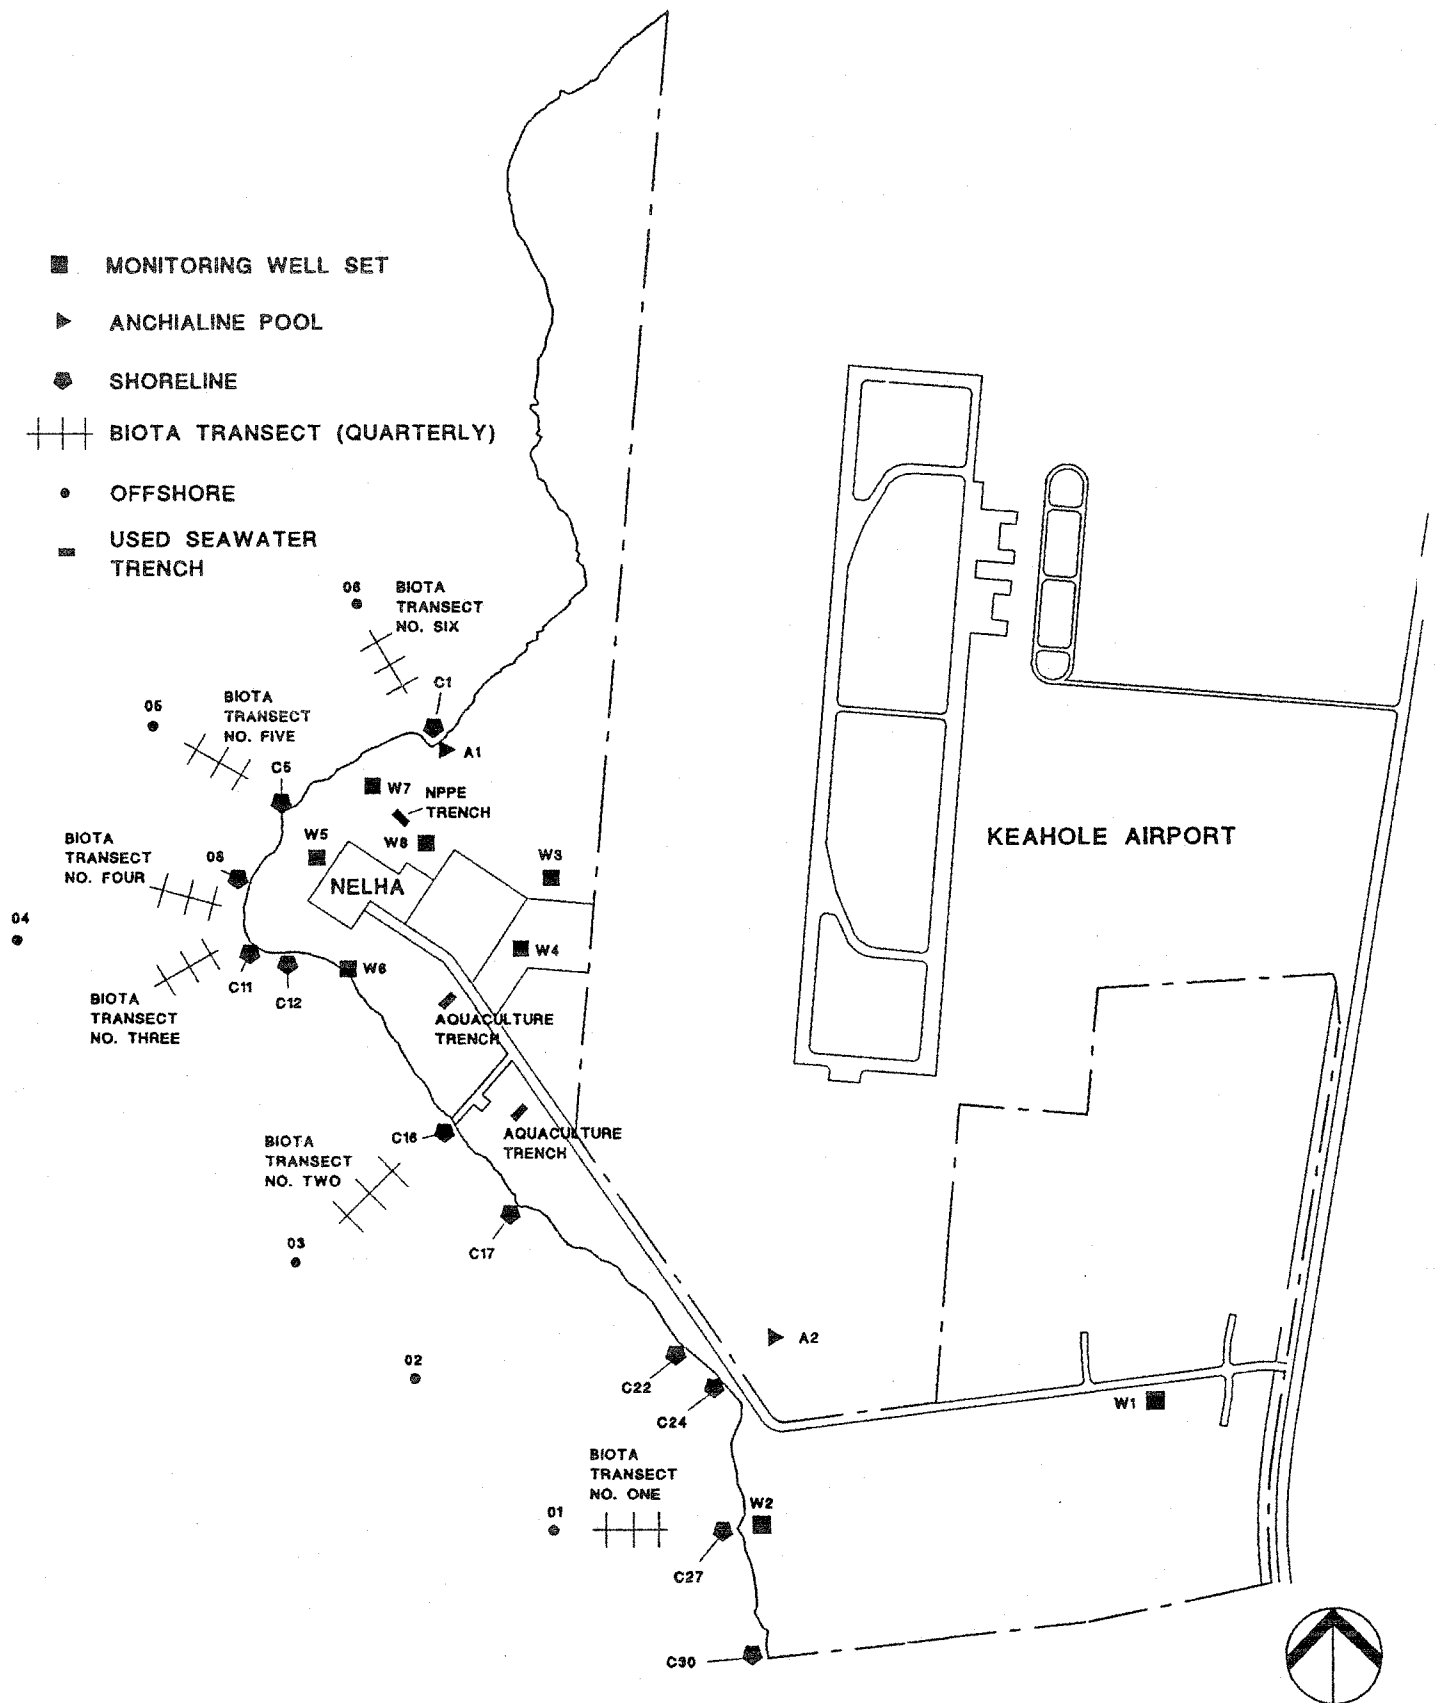 MONITORING WELL SET
ANCHIALINE POOL
SHORELINE
BIOTA TRANSECT (QUARTERLY)
OFFSHORE
USED SEAWATER
TRENCH
06
BIOTA
TRANSECT
NO. SIX
C1
05
BIOTA
TRANSECT
NO. FIVE
A1
C5
W7
NPPE
TRENCH
BIOTA
TRANSECT
NO. FOUR
08
W5
W8
W3
NELHA
KEAHOLE AIRPORT
04
W4
W6
C11
C12
BIOTA
TRANSECT
NO. THREE
AQUACULTURE
TRENCH
C16
AQUACULTURE
TRENCH
BIOTA
TRANSECT
NO. TWO
03
C17
A2
02
C22
C24
W1
BIOTA
TRANSECT
NO. ONE
01
W2
C27
C30